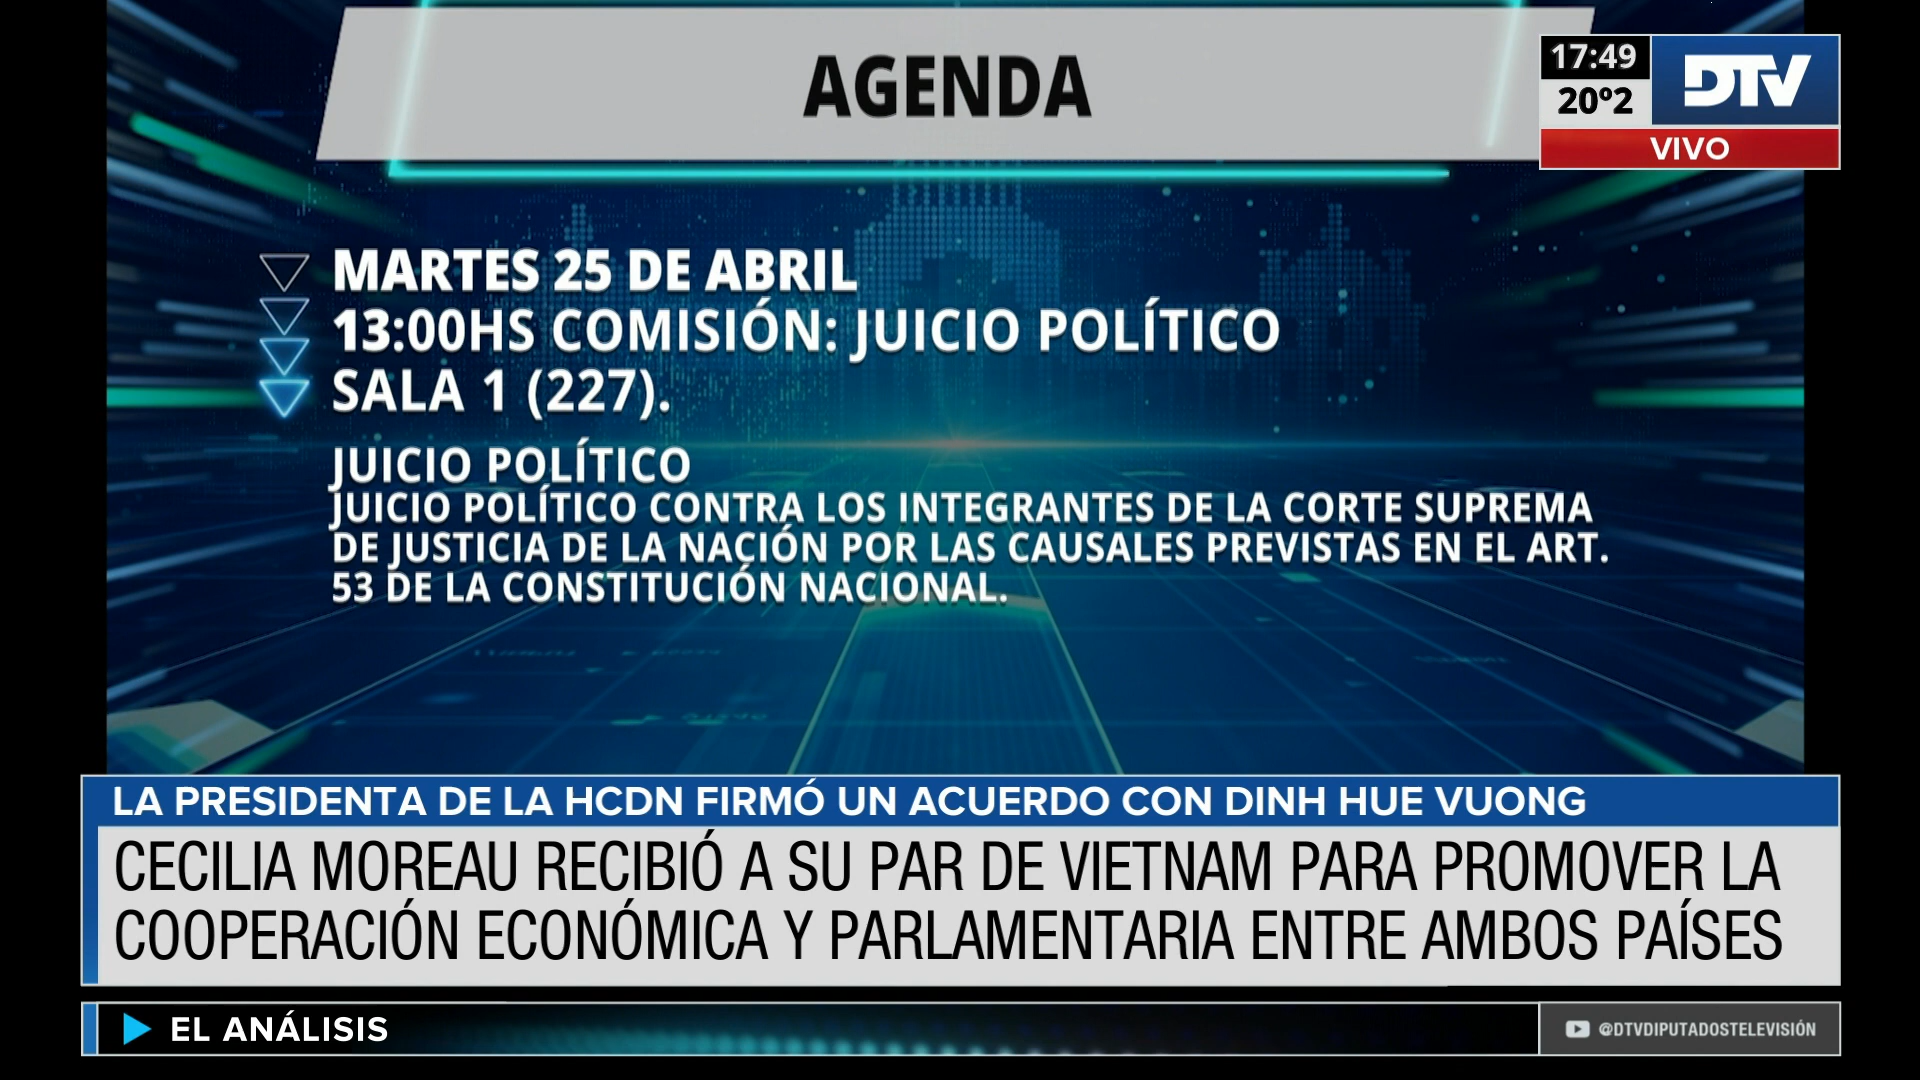 AGENDA
17:49
20º2
DTV
VIVO
MARTES 25 DE ABRIL
13:00HS COMISIÓN: JUICIO POLÍTICO
SALA 1 (227).
JUICIO POLÍTICO
JUICIO POLÍTICO CONTRA LOS INTEGRANTES DE LA CORTE SUPREMA
DE JUSTICIA DE LA NACIÓN POR LAS CAUSALES PREVISTAS EN EL ART.
53 DE LA CONSTITUCIÓN NACIONAL.
LA PRESIDENTA DE LA HCDN FIRMÓ UN ACUERDO CON DINH HUE VUONG
CECILIA MOREAU RECIBIÓ A SU PAR DE VIETNAM PARA PROMOVER LA
COOPERACIÓN ECONÓMICA Y PARLAMENTARIA ENTRE AMBOS PAÍSES
EL ANÁLISIS
@DTVDIPUTADOSTELEVISIÓN